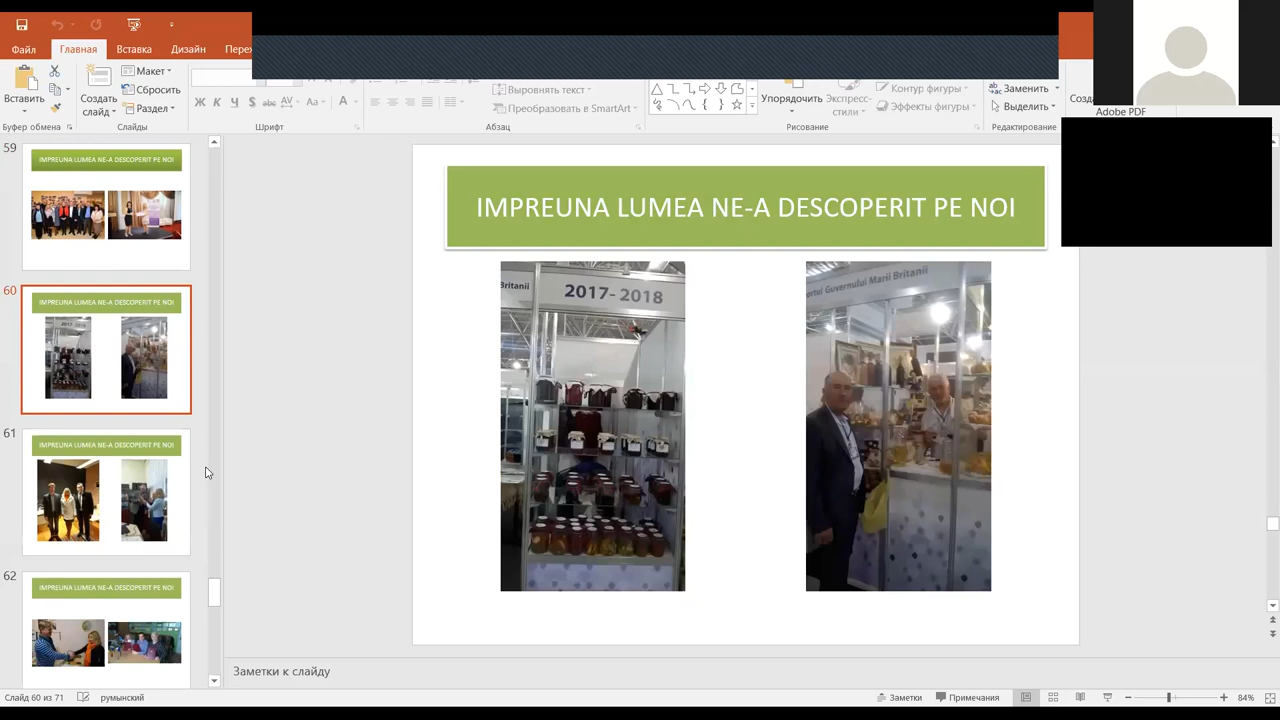 Файл
Главная
Вставка
Дизайн
Вставить
Создать
слайд
Макет
Сбросить
Раздел
Ж К Ч S abc AV Aa A
Выровнять текст
Преобразовать в SmartArt
Упорядочить
стили
Контур фигуры
Эффекты фигуры
Заменить
Выделить
Adobe PDF
Буфер обмена
Слайды
Шрифт
Абзац
Рисование
Редактирование
59
IMPREUNA LUMEA NE-A DESCOPERIT PE NOI
60
IMPREUNA LUMEA NE-A DESCOPERIT PE NOI
61
IMPREUNA LUMEA NE-A DESCOPERIT PE NOI
62
IMPREUNA LUMEA NE-A DESCOPERIT PE NOI
IMPREUNA LUMEA NE-A DESCOPERIT PE NOI
Britanii
2017-2018
Guvernului Marii Britanii
Заметки к слайду
Слайд 60 из 71
румынский
Заметки
Примечания
84%